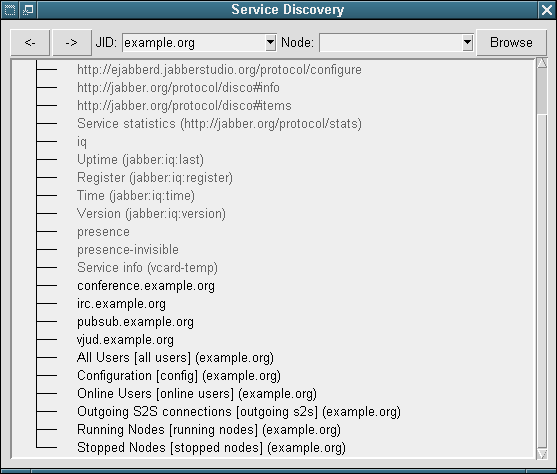 Service Discovery
<- -> JID: example.org Node: Browse
http://ejabberd.jabberstudio.org/protocol/configure
http://jabber.org/protocol/disco#info
http://jabber.org/protocol/disco#items
Service statistics (http://jabber.org/protocol/stats)
iq
Uptime (jabber:iq:last)
Register (jabber:iq:register)
Time (jabber:iq:time)
Version (jabber:iq:version)
presence
presence-invisible
Service info (vcard-temp)
conference.example.org
irc.example.org
pubsub.example.org
vjud.example.org
All Users [all users] (example.org)
Configuration [config] (example.org)
Online Users [online users] (example.org)
Outgoing S2S connections [outgoing s2s] (example.org)
Running Nodes [running nodes] (example.org)
Stopped Nodes [stopped nodes] (example.org)